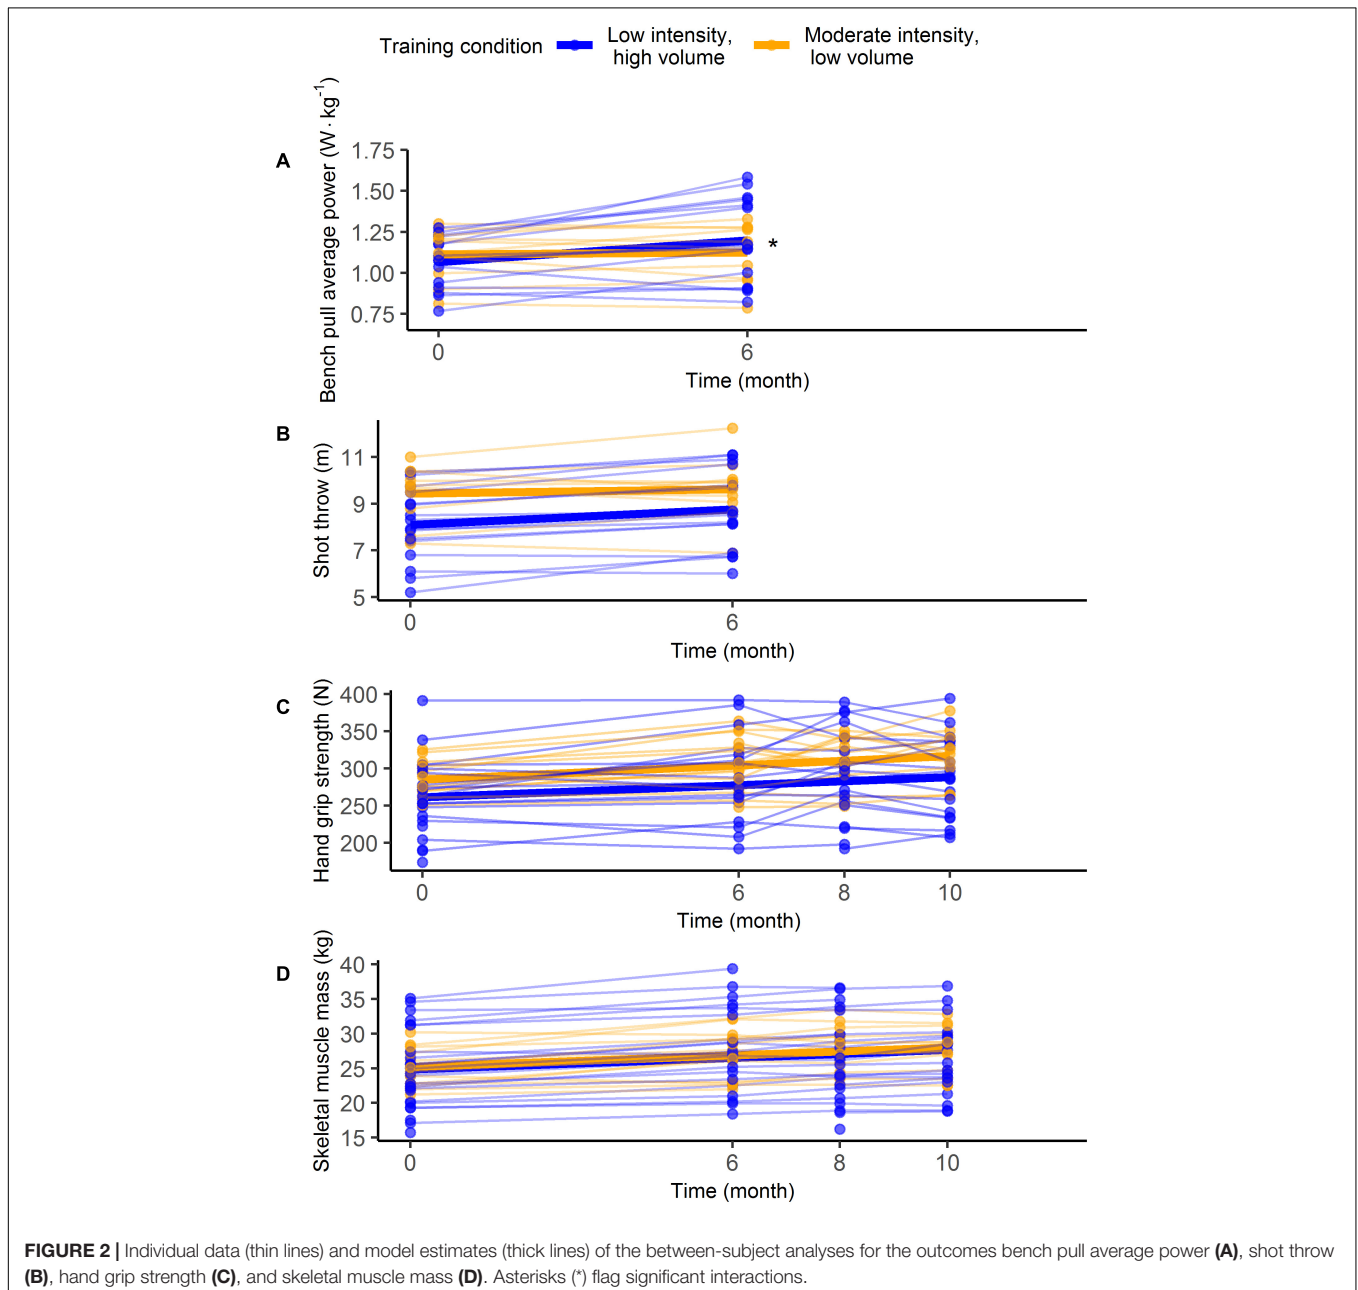 Training condition
Low intensity,
high volume
Moderate intensity,
low volume
A
Bench pull average power (W·kg⁻¹)
1.75
1.50
1.25
1.00
0.75
*
0
6
Time (month)
B
Shot throw (m)
11
9
7
5
0
6
Time (month)
C
Hand grip strength (N)
400
350
300
250
200
0
6
8
10
Time (month)
D
Skeletal muscle mass (kg)
40
35
30
25
20
15
0
6
8
10
Time (month)
FIGURE 2 | Individual data (thin lines) and model estimates (thick lines) of the between-subject analyses for the outcomes bench pull average power (A), shot throw
(B), hand grip strength (C), and skeletal muscle mass (D). Asterisks (*) flag significant interactions.